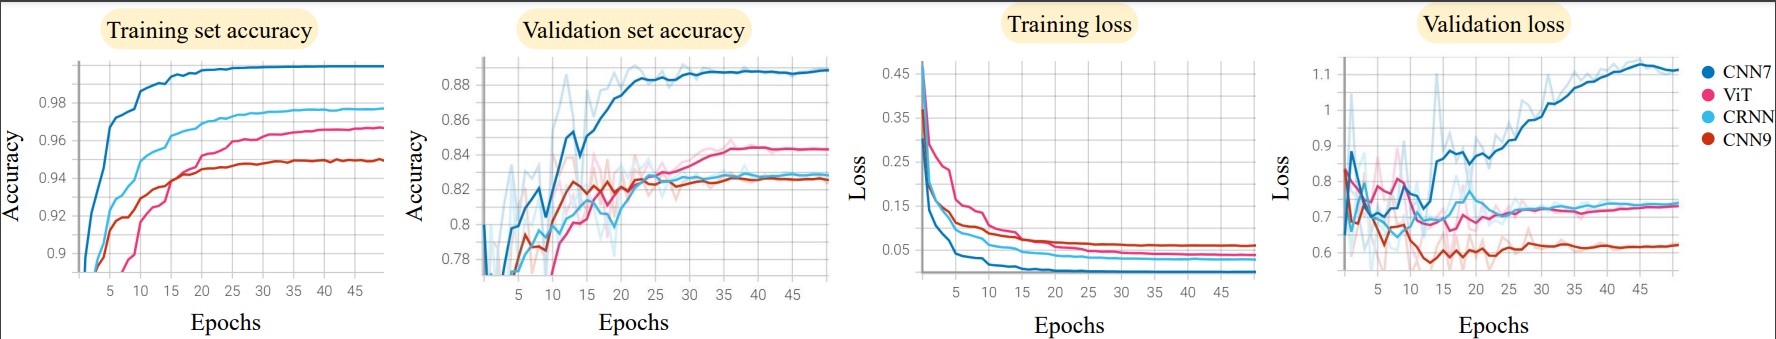 Training set accuracy
Accuracy
0.98
0.96
0.94
0.92
0.9
5 10 15 20 25 30 35 40 45
Epochs
Validation set accuracy
Accuracy
0.88
0.86
0.84
0.82
0.8
0.78
5 10 15 20 25 30 35 40 45
Epochs
Training loss
Loss
0.45
0.35
0.25
0.15
0.05
5 10 15 20 25 30 35 40 45
Epochs
Validation loss
Loss
1.1
1
0.9
0.8
0.7
0.6
5 10 15 20 25 30 35 40 45
Epochs
CNN7
ViT
CRNN
CNN9